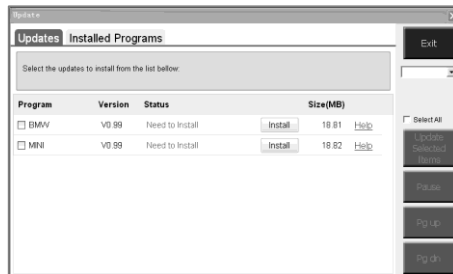 Update
Updates Installed Programs
Exit
Select the updates to install from the list bellow:
Program Version Status Size(MB)
Select All
BMW V0.99 Need to Install Install 18.81 Help
MINI V0.99 Need to Install Install 18.82 Help
Update
Selected
Items
Pause
Pg up
Pg dn